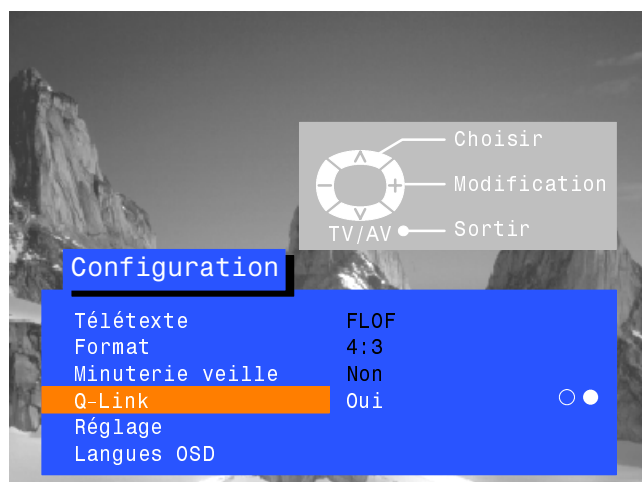 Choisir
Modification
TV/AV Sortir
Configuration
Télétexte FLOF
Format 4:3
Minuterie veille Non
Q-Link Oui
Réglage
Langues OSD